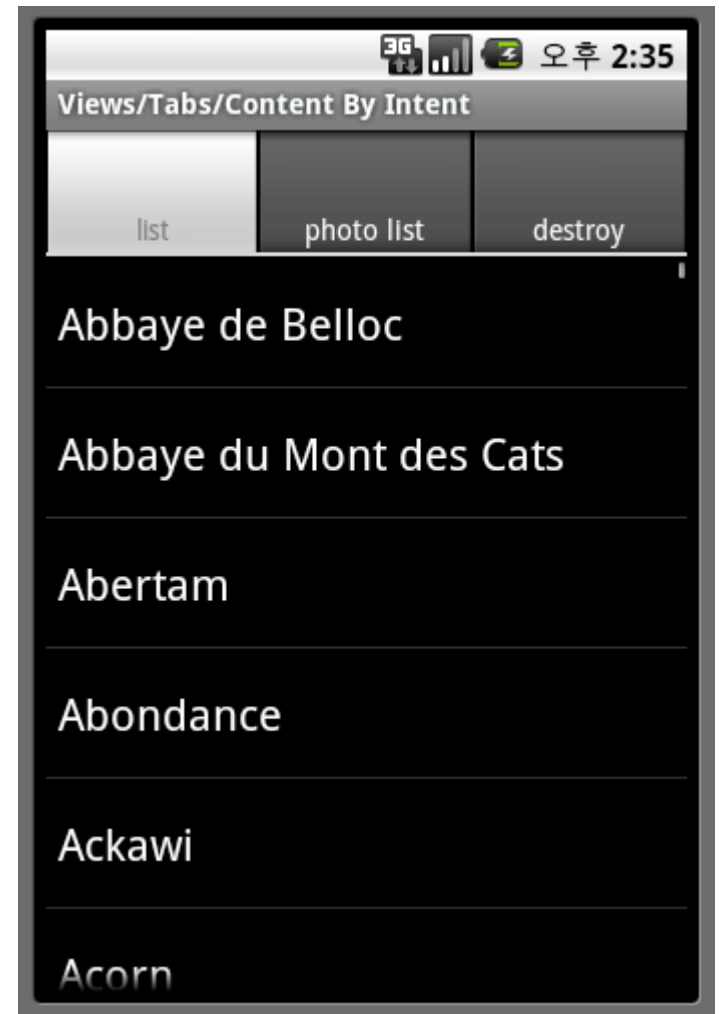 3G 오후 2:35
Views/Tabs/Content By Intent
list photo list destroy
Abbaye de Belloc
Abbaye du Mont des Cats
Abertam
Abondance
Ackawi
Acorn